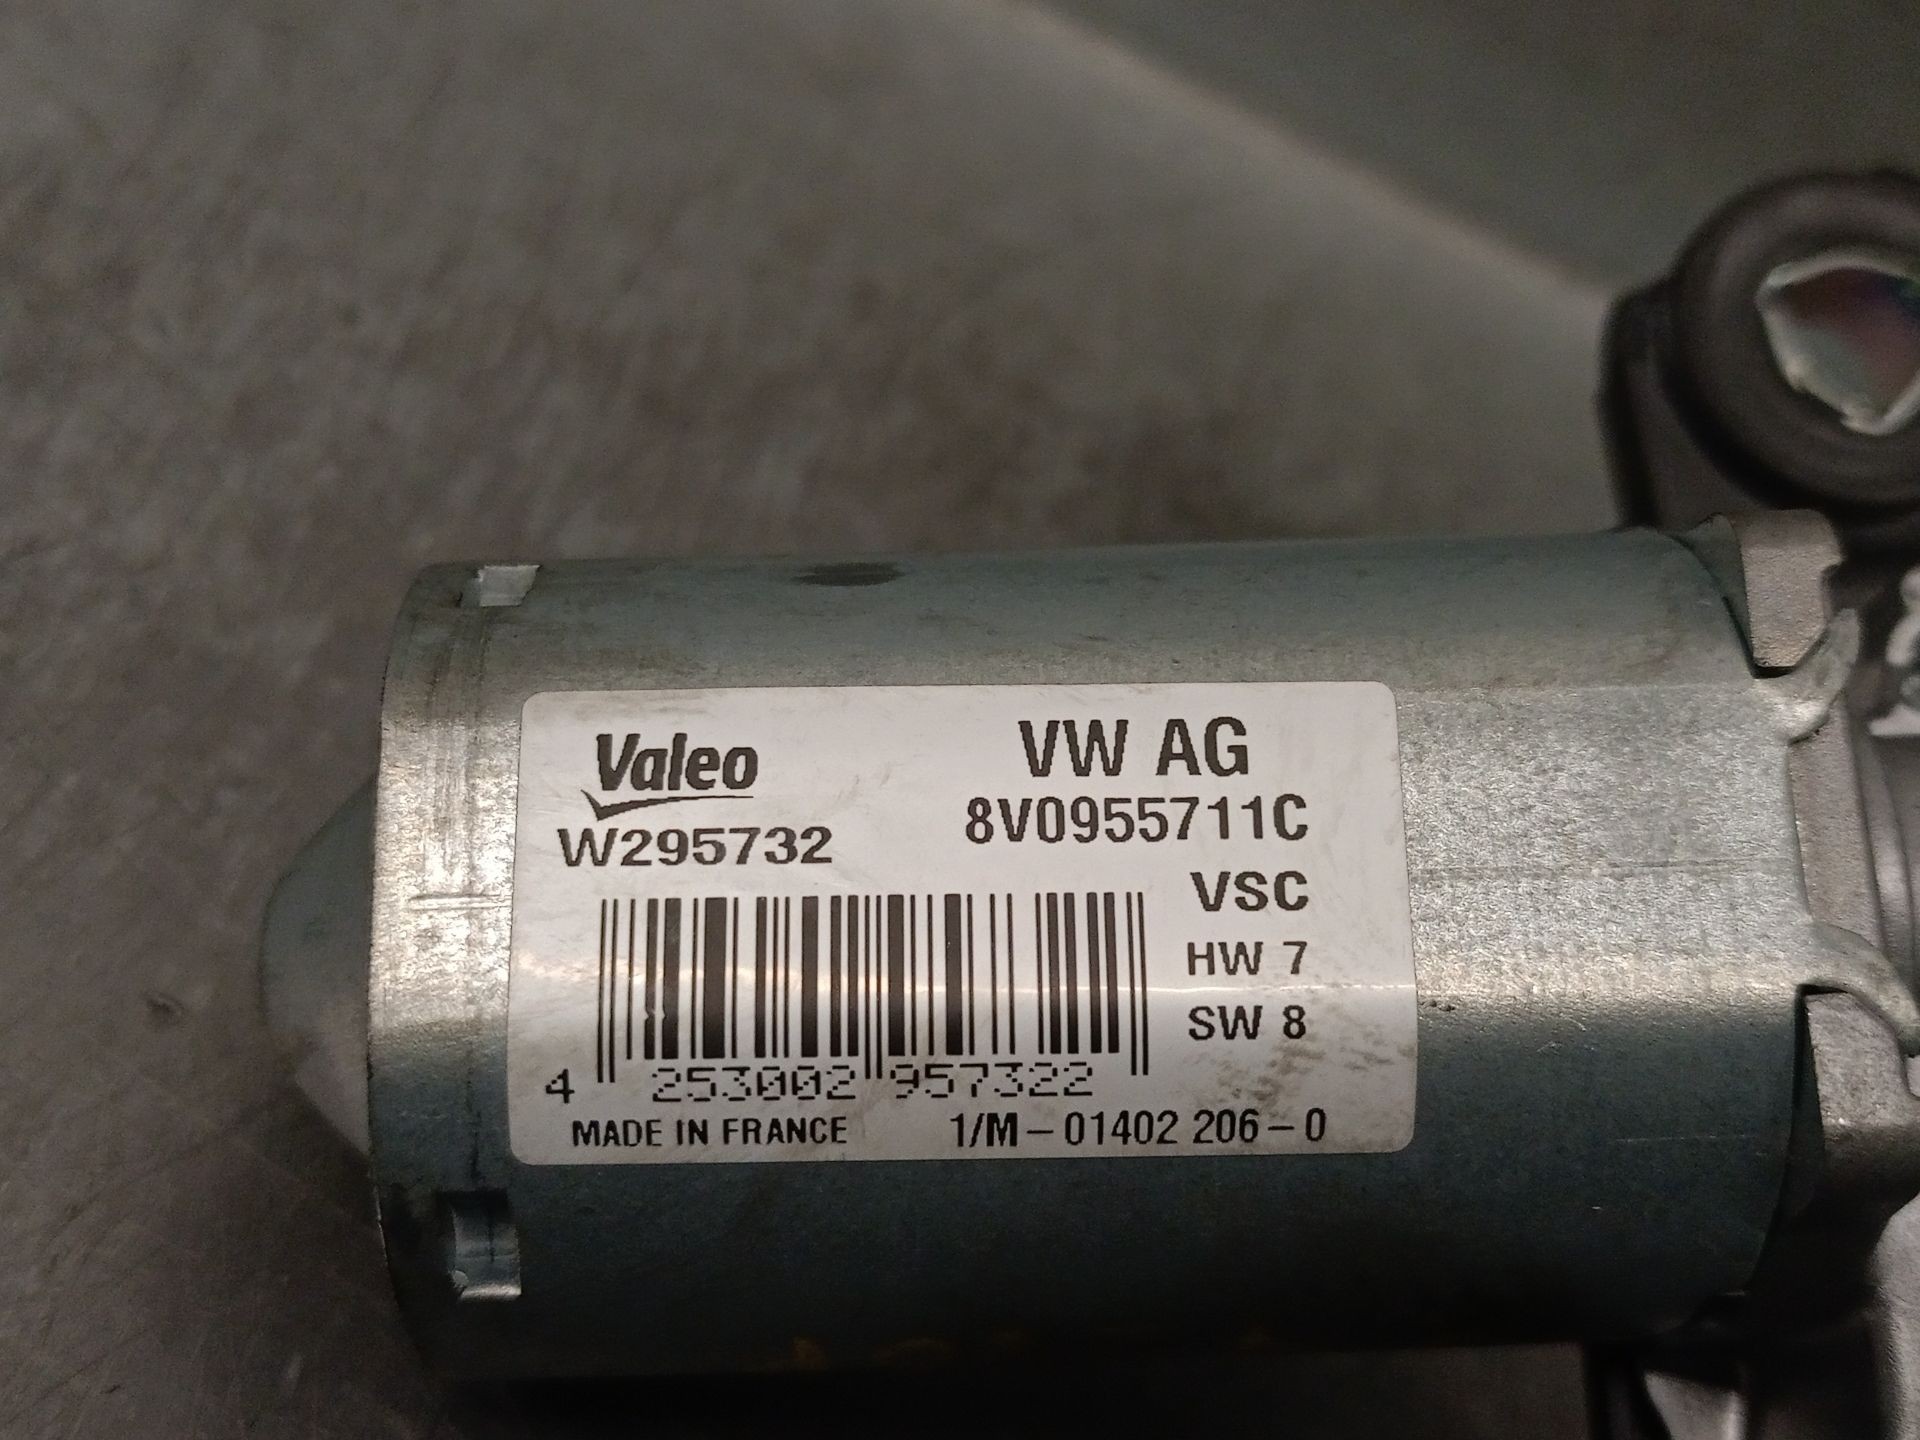 Valeo
W295732
VW AG
8V0955711C
VSC
HW 7
SW 8
4 253002 957322
MADE IN FRANCE
1/M-01402 206-0